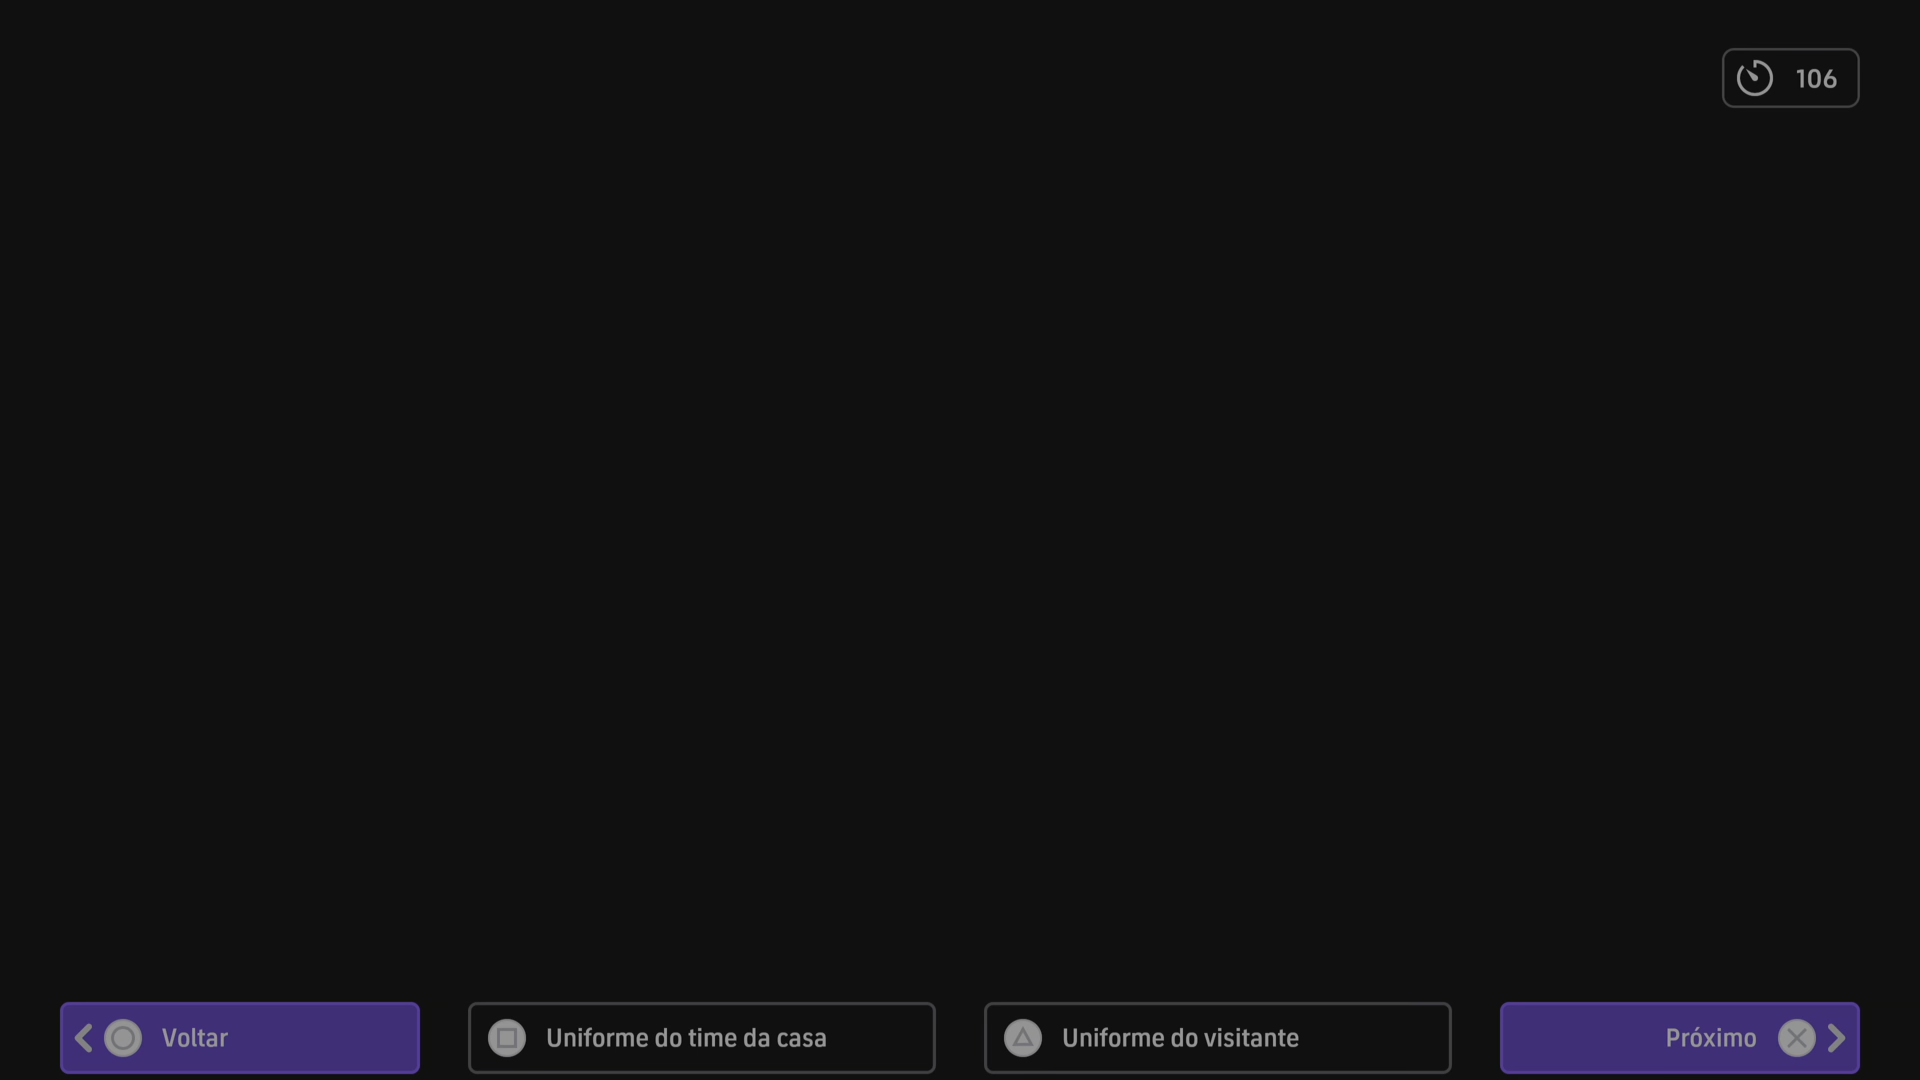 106
Voltar
Uniforme do time da casa
Uniforme do visitante
Próximo